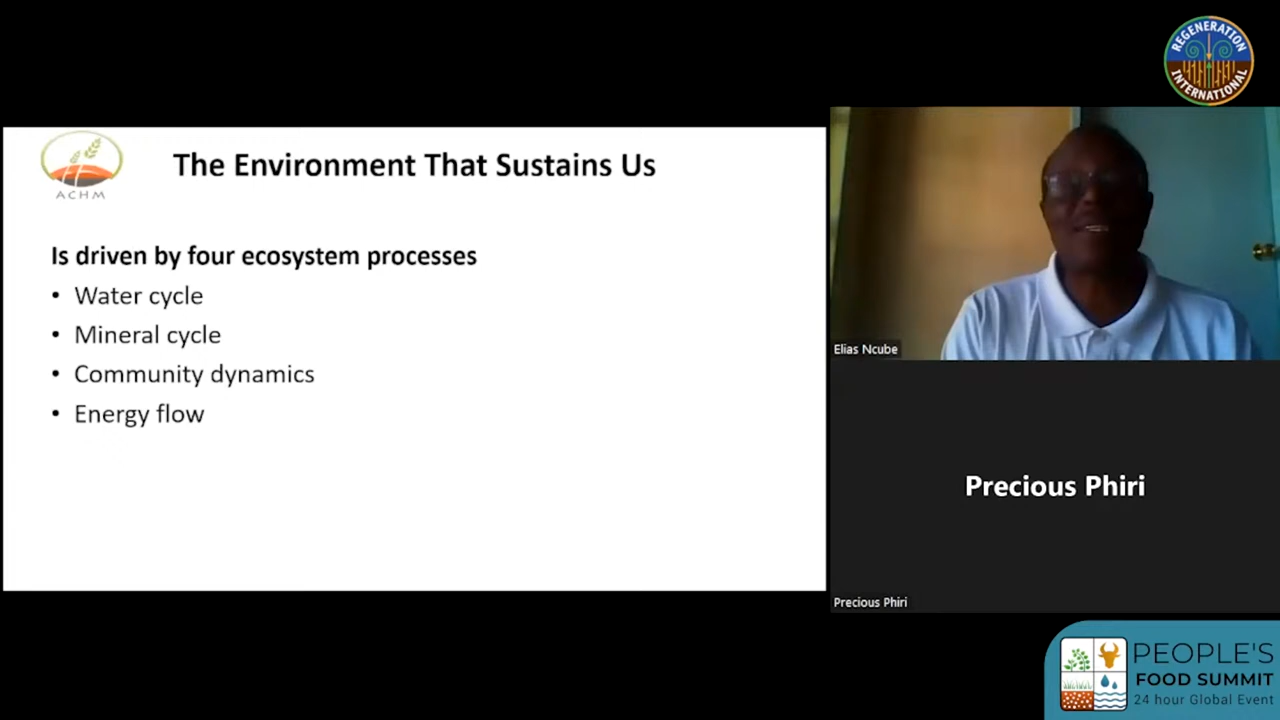 REGENERATION
INTERNATIONAL
ACHM
The Environment That Sustains Us
Is driven by four ecosystem processes
• Water cycle
• Mineral cycle
• Community dynamics
• Energy flow
Elias Ncube
Precious Phiri
Precious Phiri
PEOPLE'S
FOOD SUMMIT
24 hour Global Event